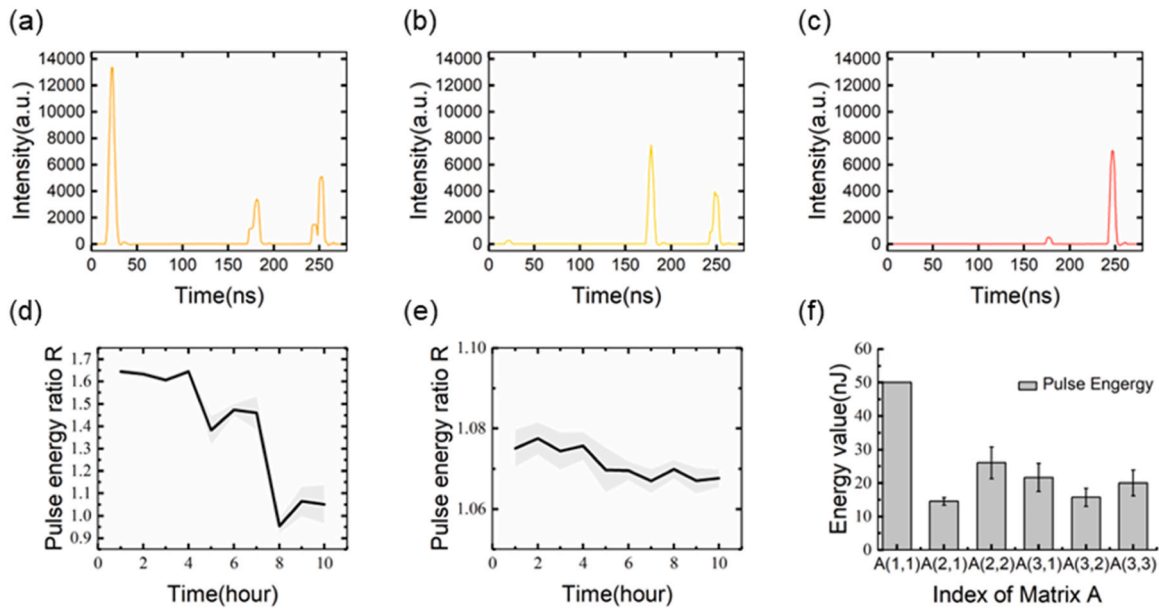 (a)
(b)
(c)
Intensity(a.u.)
14000
12000
10000
8000
6000
4000
2000
0
0 50 100 150 200 250
Time(ns)
Intensity(a.u.)
14000
12000
10000
8000
6000
4000
2000
0
0 50 100 150 200 250
Time(ns)
Intensity(a.u.)
14000
12000
10000
8000
6000
4000
2000
0
0 50 100 150 200 250
Time(ns)
(d)
(e)
(f)
Pulse energy ratio R
1.7
1.6
1.5
1.4
1.3
1.2
1.1
1.0
0.9
0 2 4 6 8 10
Time(hour)
Pulse energy ratio R
1.10
1.08
1.06
0 2 4 6 8 10
Time(hour)
Energy value(nJ)
60
50
40
30
20
10
0
Pulse Engergy
A(1,1) A(2,1) A(2,2) A(3,1) A(3,2) A(3,3)
Index of Matrix A